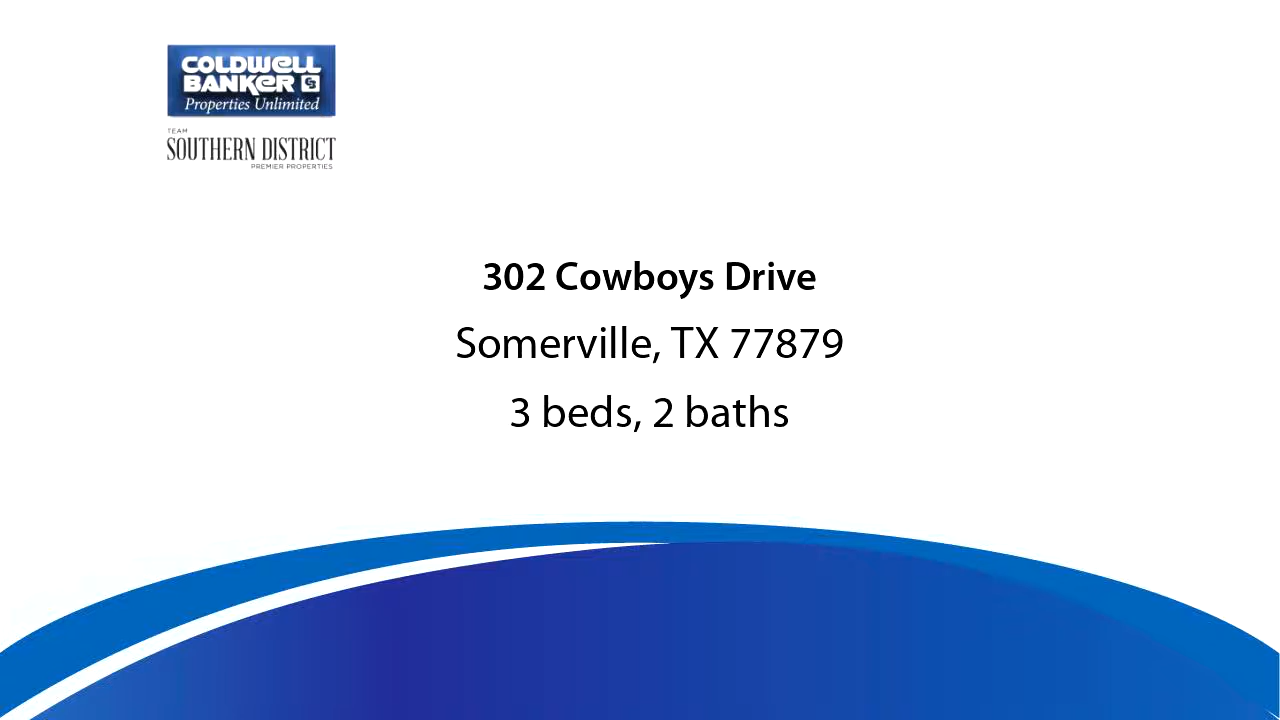 COLDWELL
BANKER CB
Properties Unlimited
TEAM
SOUTHERN DISTRICT
PREMIER PROPERTIES
302 Cowboys Drive
Somerville, TX 77879
3 beds, 2 baths